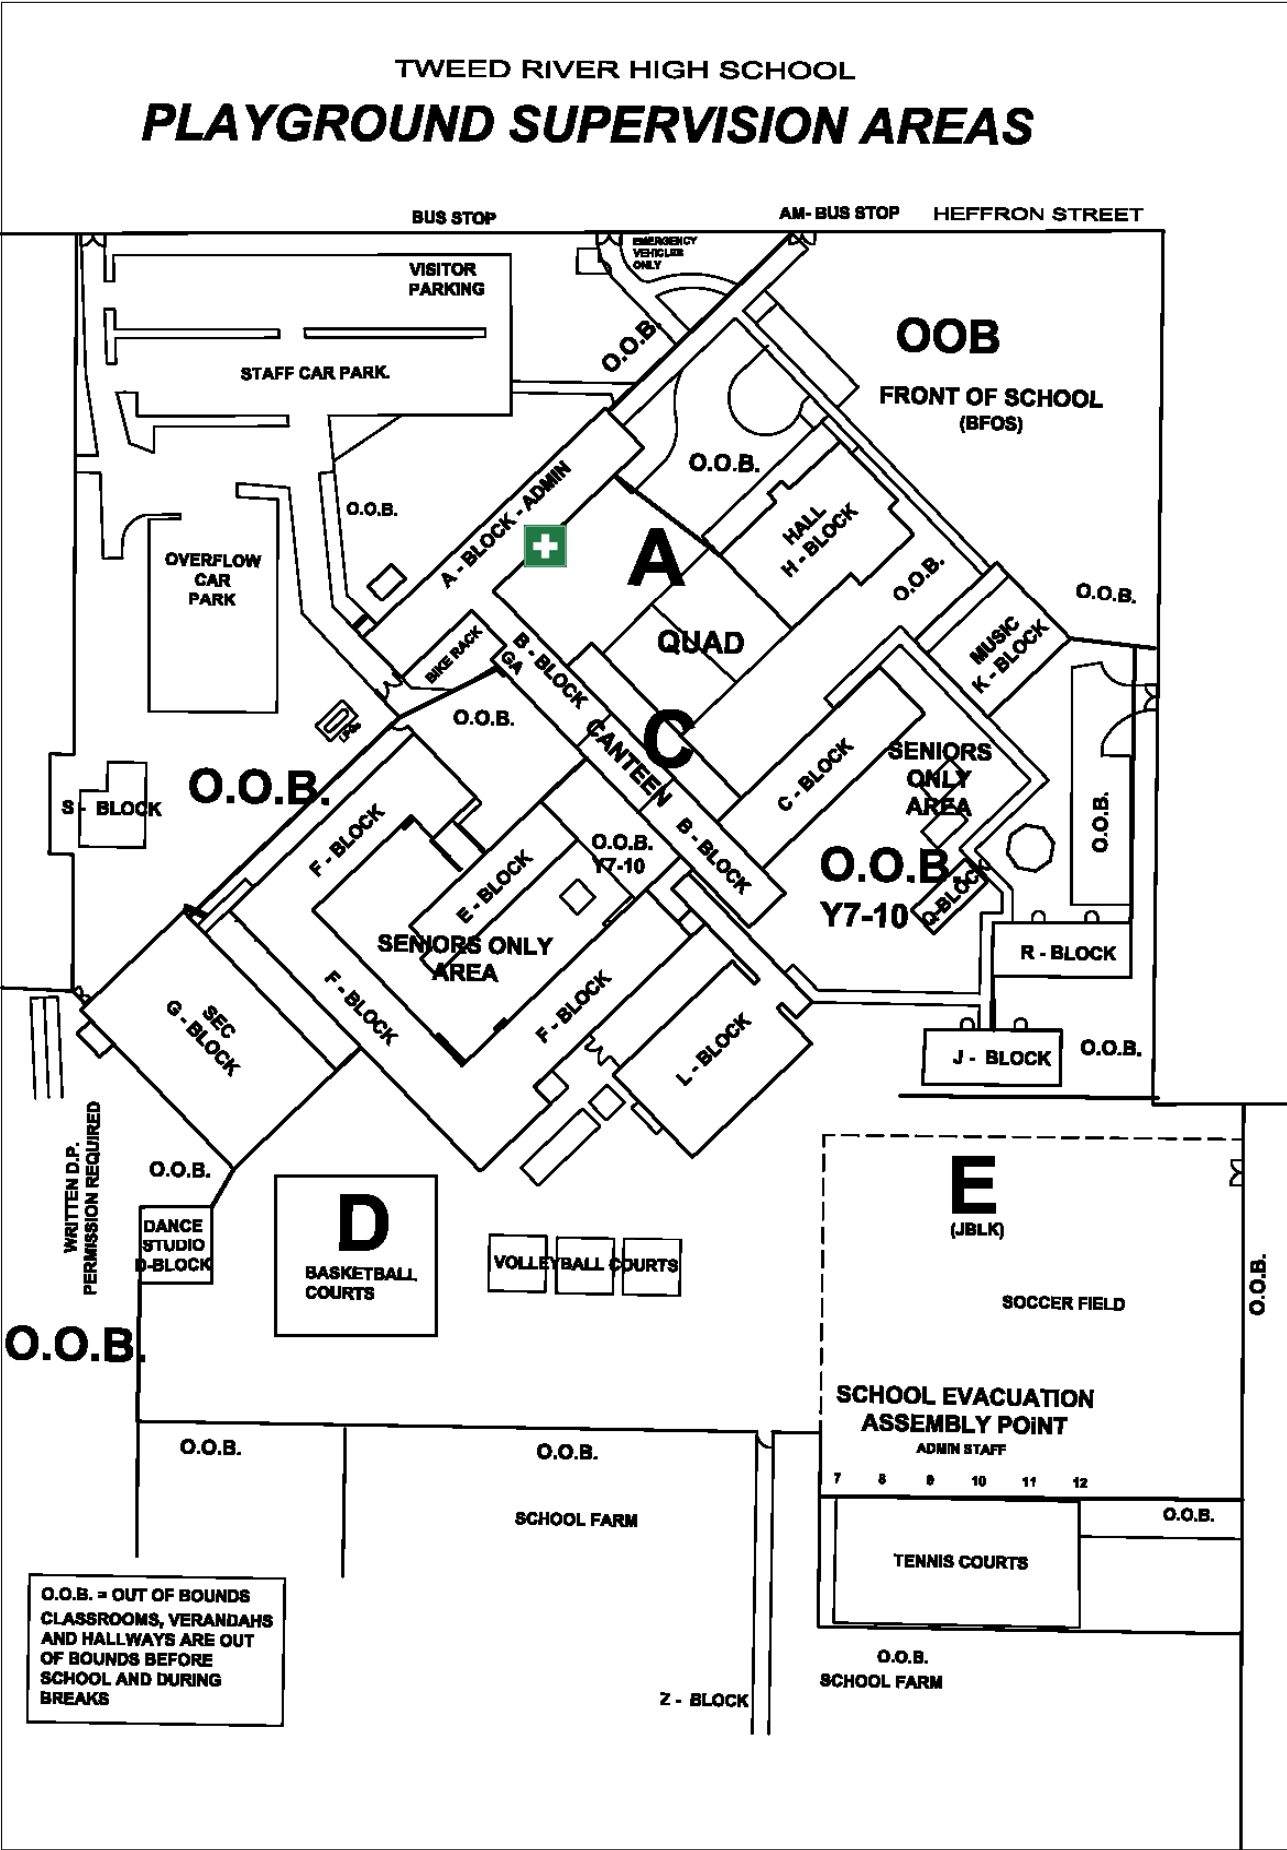 TWEED RIVER HIGH SCHOOL
PLAYGROUND SUPERVISION AREAS
BUS STOP
AM- BUS STOP
HEFFRON STREET
EMERGENCY
VEHICLES
ONLY
VISITOR
PARKING
STAFF CAR PARK.
O.O.B.
OOB
FRONT OF SCHOOL
(BFOS)
O.O.B.
O.O.B.
A - BLOCK - ADMIN
HALL
H - BLOCK
OVERFLOW
CAR
PARK
A
O.O.B.
O.O.B.
QUAD
MUSIC
K - BLOCK
BIKE RACK
B - BLOCK
GA
O.O.B.
C
CANTEEN
C - BLOCK
SENIORS
ONLY
AREA
O.O.B.
S - BLOCK
F - BLOCK
O.O.B.
Y7-10
B - BLOCK
O.O.B.
O.O.B.
Y7-10
Q-BLOCK
E - BLOCK
SENIORS ONLY
AREA
R - BLOCK
F - BLOCK
F - BLOCK
SEC
G - BLOCK
L - BLOCK
J - BLOCK
O.O.B.
WRITTEN D.P.
PERMISSION REQUIRED
O.O.B.
DANCE
STUDIO
D-BLOCK
D
BASKETBALL
COURTS
VOLLEYBALL COURTS
E
(JBLK)
SOCCER FIELD
O.O.B.
O.O.B.
SCHOOL EVACUATION
ASSEMBLY POiNT
ADMIN STAFF
7 8 9 10 11 12
O.O.B.
O.O.B.
SCHOOL FARM
O.O.B.
TENNIS COURTS
O.O.B. = OUT OF BOUNDS
CLASSROOMS, VERANDAHS
AND HALLWAYS ARE OUT
OF BOUNDS BEFORE
SCHOOL AND DURING
BREAKS
O.O.B.
SCHOOL FARM
Z - BLOCK